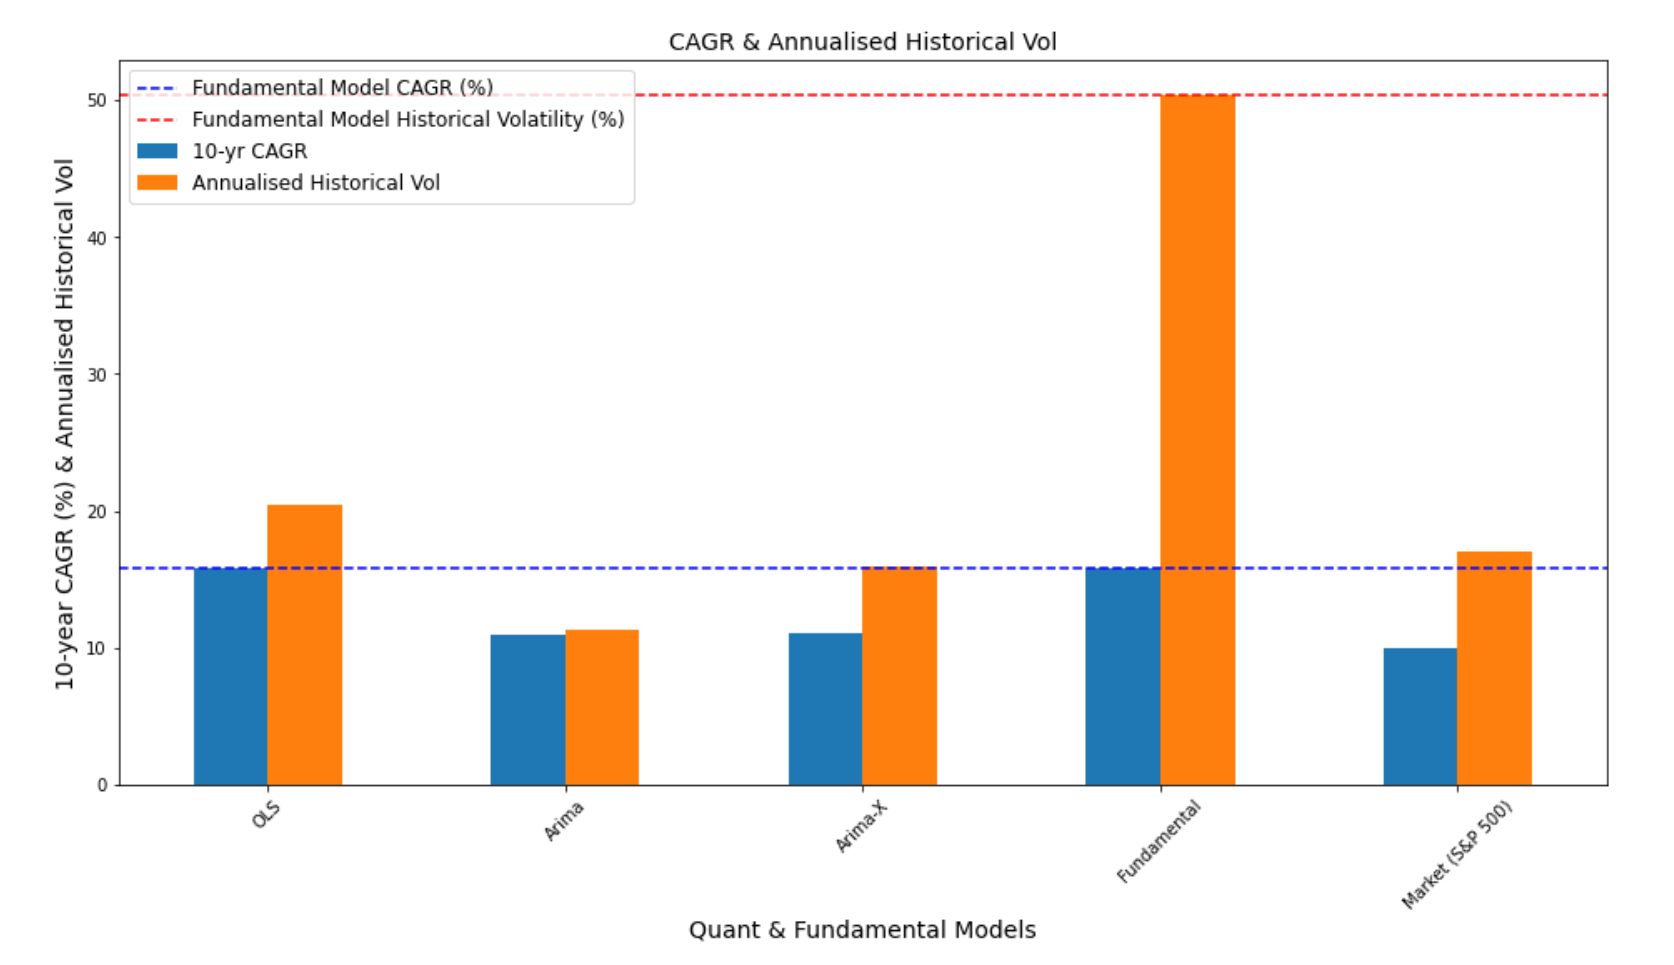 CAGR & Annualised Historical Vol
Fundamental Model CAGR (%)
Fundamental Model Historical Volatility (%)
10-yr CAGR
Annualised Historical Vol
10-year CAGR (%) & Annualised Historical Vol
50
40
30
20
10
0
OLS
Arima
Arima-X
Fundamental
Market (S&P 500)
Quant & Fundamental Models